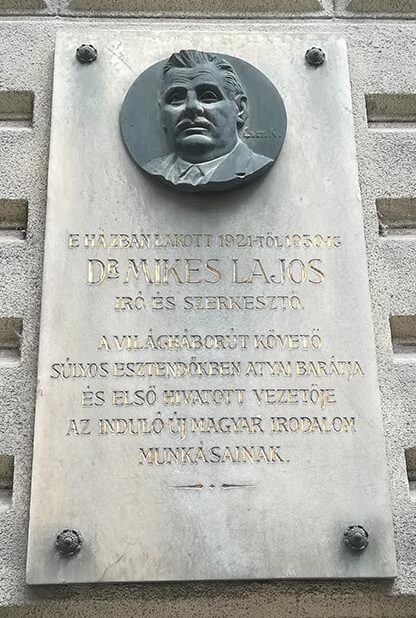 E HÁZBAN LAKOTT 1921-TŐL 1930-IG
DR MIKES LAJOS
IRÓ ÉS SZERKESZTŐ.
A VILÁGHÁBORÚT KÖVETŐ
SÚLYOS ESZTENDŐKBEN ATYAI BARÁTJA
ÉS ELSŐ HIVATOTT VEZETŐJE
AZ INDULÓ ÚJ MAGYAR IRODALOM
MUNKÁSAINAK.